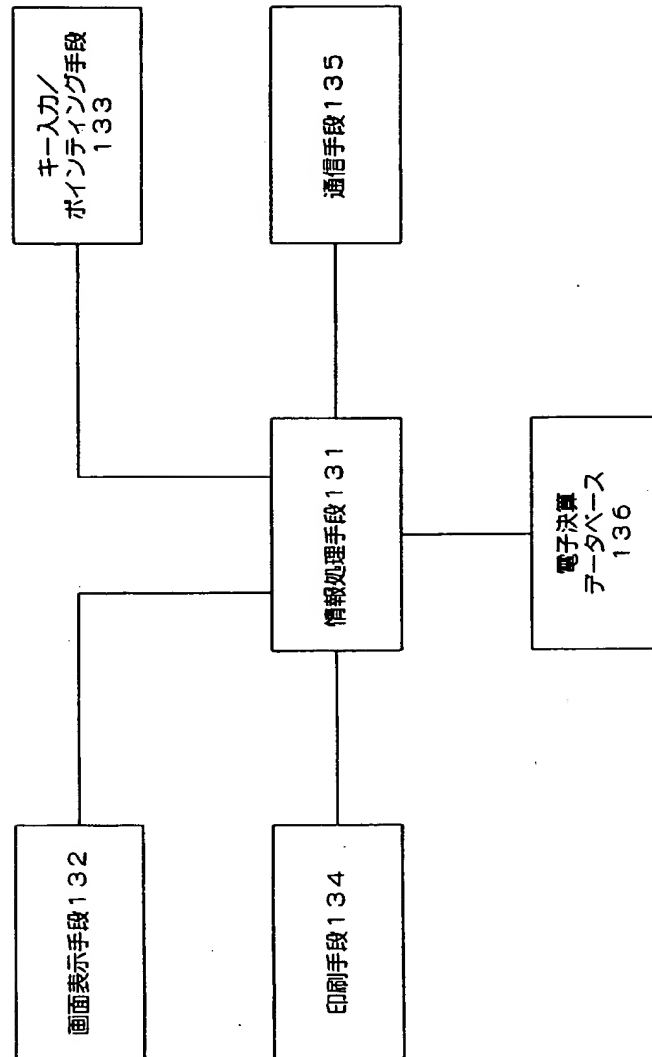 キー入力／
ポインティング手段
133
通信手段135
情報処理手段131
電子決算
データベース
136
画面表示手段132
印刷手段134